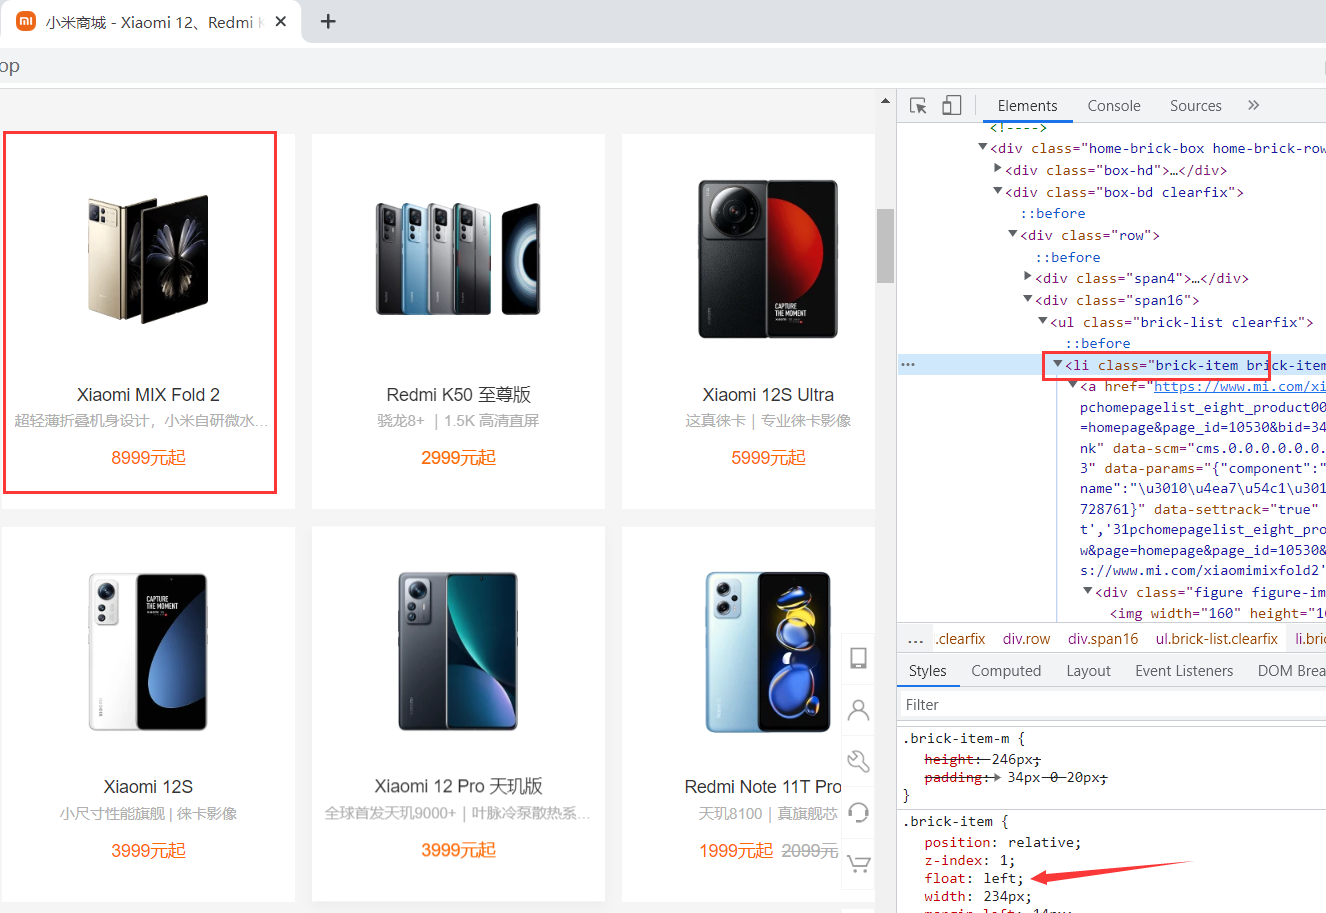 小米商城 - Xiaomi 12、Redmi
op
Xiaomi MIX Fold 2
超轻薄折叠机身设计，小米自研微水...
8999元起
Redmi K50 至尊版
骁龙8+ ｜1.5K 高清直屏
2999元起
CAPTURE
THE MOMENT
Xiaomi 12S Ultra
这真徕卡｜专业徕卡影像
5999元起
CAPTURE
THE MOMENT
Xiaomi 12S
小尺寸性能旗舰 | 徕卡影像
3999元起
Xiaomi 12 Pro 天玑版
全球首发天玑9000+｜叶脉冷泵散热系...
3999元起
Redmi Note 11T Pro
天玑8100｜真旗舰芯
1999元起 2099元
Elements Console Sources »
<!---->
<div class="home-brick-box home-brick-row
<div class="box-hd">…</div>
<div class="box-bd clearfix">
::before
<div class="row">
::before
<div class="span4">…</div>
<div class="span16">
<ul class="brick-list clearfix">
::before
<li class="brick-item brick-item
<a href="https://www.mi.com/xi
pchomepagelist_eight_product00
=homepage&page_id=10530&bid=34
nk" data-scm="cms.0.0.0.0.0.0.
3" data-params="{"component":"
name":"\u3010\u4ea7\u54c1\u301
728761}" data-settrack="true"
t','31pchomepagelist_eight_pro
w&page=homepage&page_id=10530&
s://www.mi.com/xiaomimixfold2'
<div class="figure figure-im
<img width="160" height="16
... .clearfix div.row div.span16 ul.brick-list.clearfix li.bric
Styles Computed Layout Event Listeners DOM Brea
Filter
.brick-item-m {
height: 246px;
padding: 34px 0 20px;
}
.brick-item {
position: relative;
z-index: 1;
float: left;
width: 234px;
margin-left: 14px;